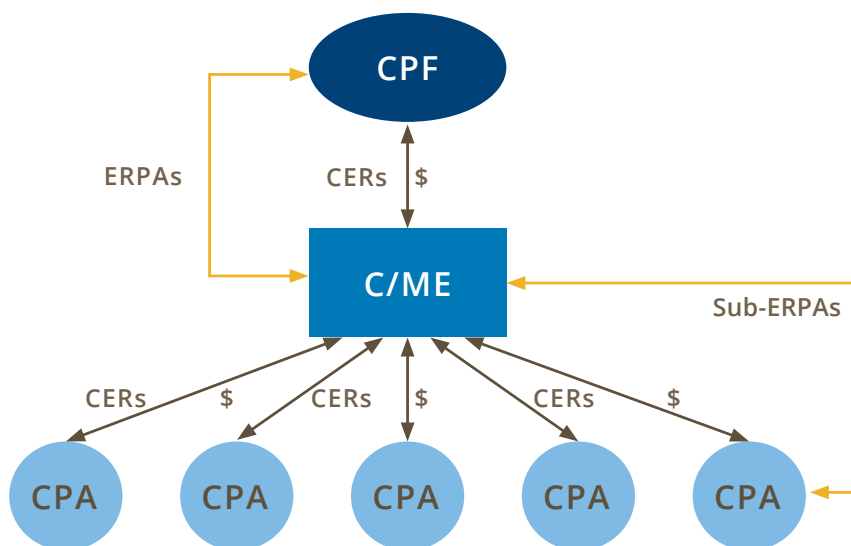 CPF
ERPAs
CERs $
C/ME
Sub-ERPAs
CERs $ CERs $ CERs $
CPA CPA CPA CPA CPA